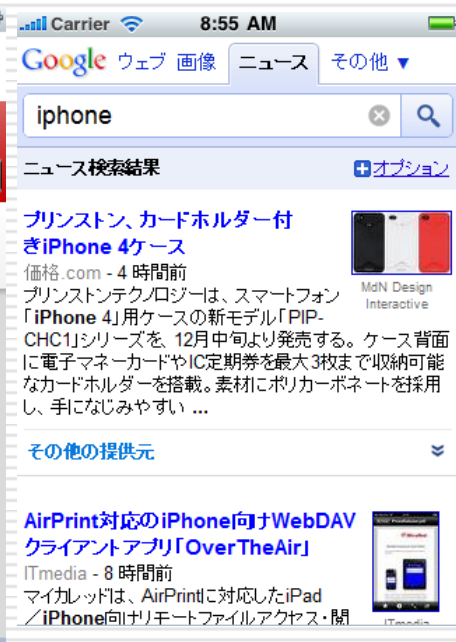 Carrier 8:55 AM
Google ウェブ 画像 ニュース その他 ▼
iphone
ニュース検索結果 オプション
プリンストン、カードホルダー付
きiPhone 4ケース
価格.com - 4 時間前
MdN Design
Interactive
プリンストンテクノロジーは、スマートフォン
「iPhone 4」用ケースの新モデル「PIP-
CHC1」シリーズを、12月中旬より発売する。 ケース背面
に電子マネーカードやIC定期券を最大3枚まで収納可能
なカードホルダーを搭載。素材にポリカーボネートを採用
し、手になじみやすい ...
その他の提供元
AirPrint対応のiPhone向けWebDAV
クライアントアプリ「OverTheAir」
ITmedia - 8 時間前
マイカレッドは、AirPrintに対応したiPad
／iPhone向けリモートファイルアクセス・閲
ITmedia